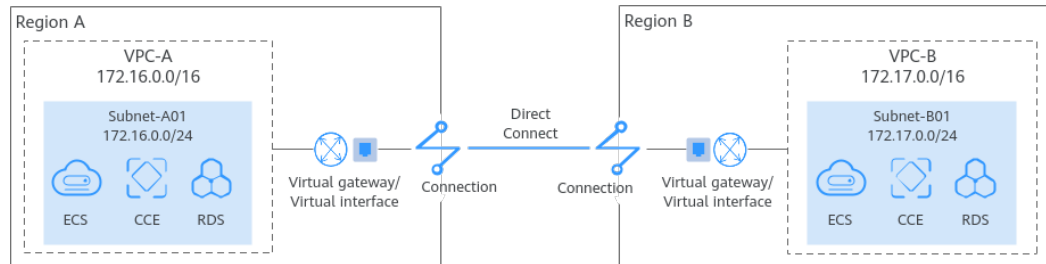 Region A
VPC-A
172.16.0.0/16
Subnet-A01
172.16.0.0/24
ECS
CCE
RDS
Virtual gateway/
Virtual interface
Connection
Direct
Connect
Region B
Connection
Virtual gateway/
Virtual interface
VPC-B
172.17.0.0/16
Subnet-B01
172.17.0.0/24
ECS
CCE
RDS